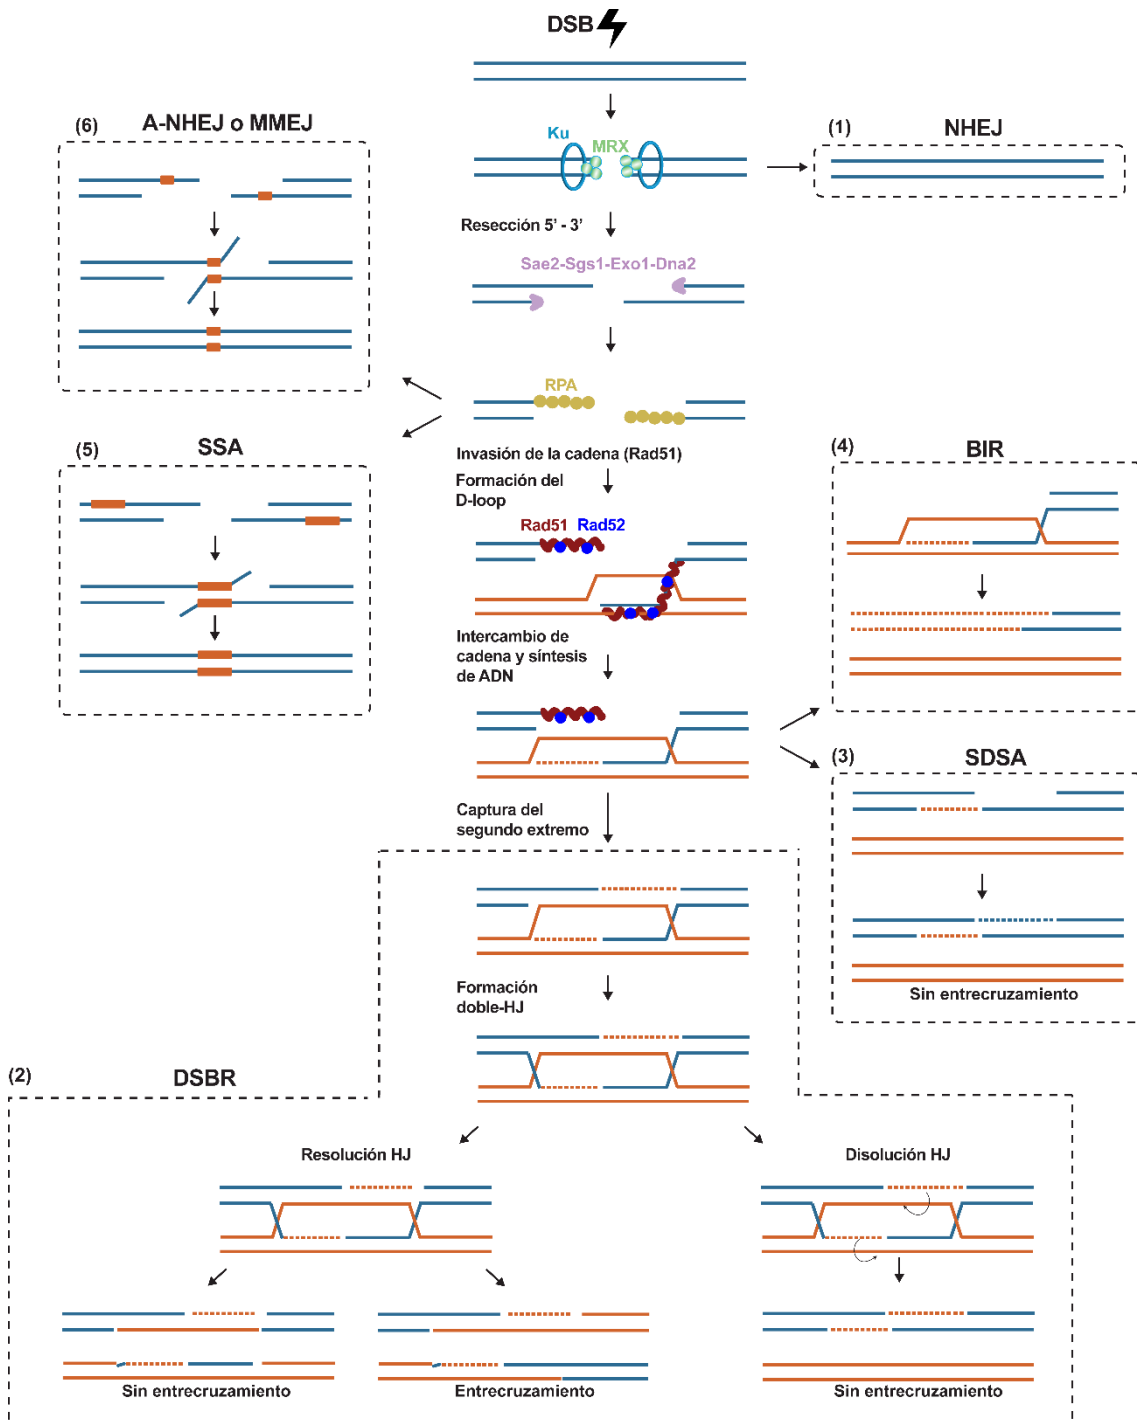 DSB
(6)
A-NHEJ o MMEJ
Ku
MRX
(1)
NHEJ
Resección 5' - 3'
Sae2-Sgs1-Exo1-Dna2
RPA
(5)
SSA
Invasión de la cadena (Rad51)
Formación del
D-loop
Rad51 Rad52
(4)
BIR
Intercambio de
cadena y síntesis
de ADN
(3)
SDSA
Captura del
segundo extremo
Sin entrecruzamiento
Formación
doble-HJ
(2)
DSBR
Resolución HJ
Disolución HJ
Sin entrecruzamiento
Entrecruzamiento
Sin entrecruzamiento